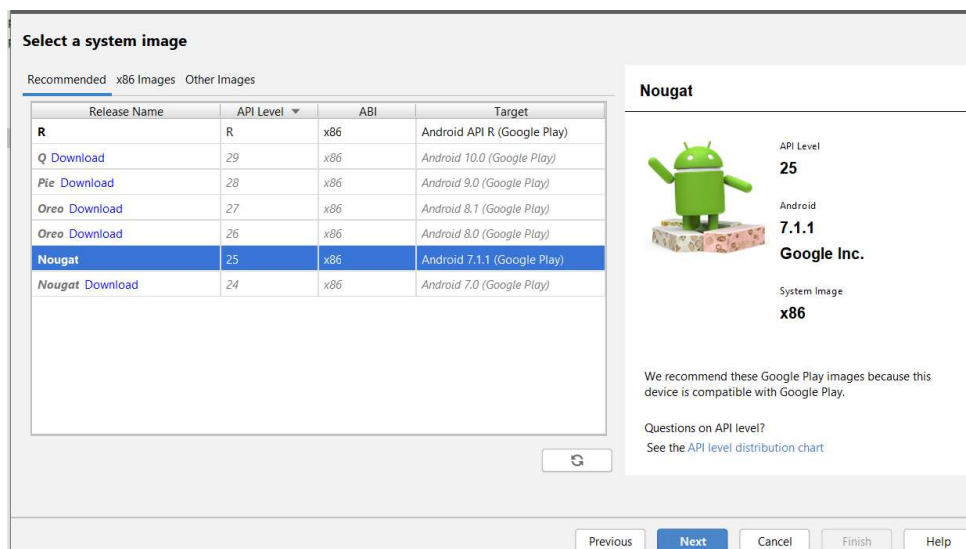 Select a system image
Recommended x86 Images Other Images
Release Name API Level ABI Target
R R x86 Android API R (Google Play)
Q Download 29 x86 Android 10.0 (Google Play)
Pie Download 28 x86 Android 9.0 (Google Play)
Oreo Download 27 x86 Android 8.1 (Google Play)
Oreo Download 26 x86 Android 8.0 (Google Play)
Nougat 25 x86 Android 7.1.1 (Google Play)
Nougat Download 24 x86 Android 7.0 (Google Play)
Nougat
API Level
25
Android
7.1.1
Google Inc.
System Image
x86
We recommend these Google Play images because this
device is compatible with Google Play.
Questions on API level?
See the API level distribution chart
Previous Next Cancel Finish Help